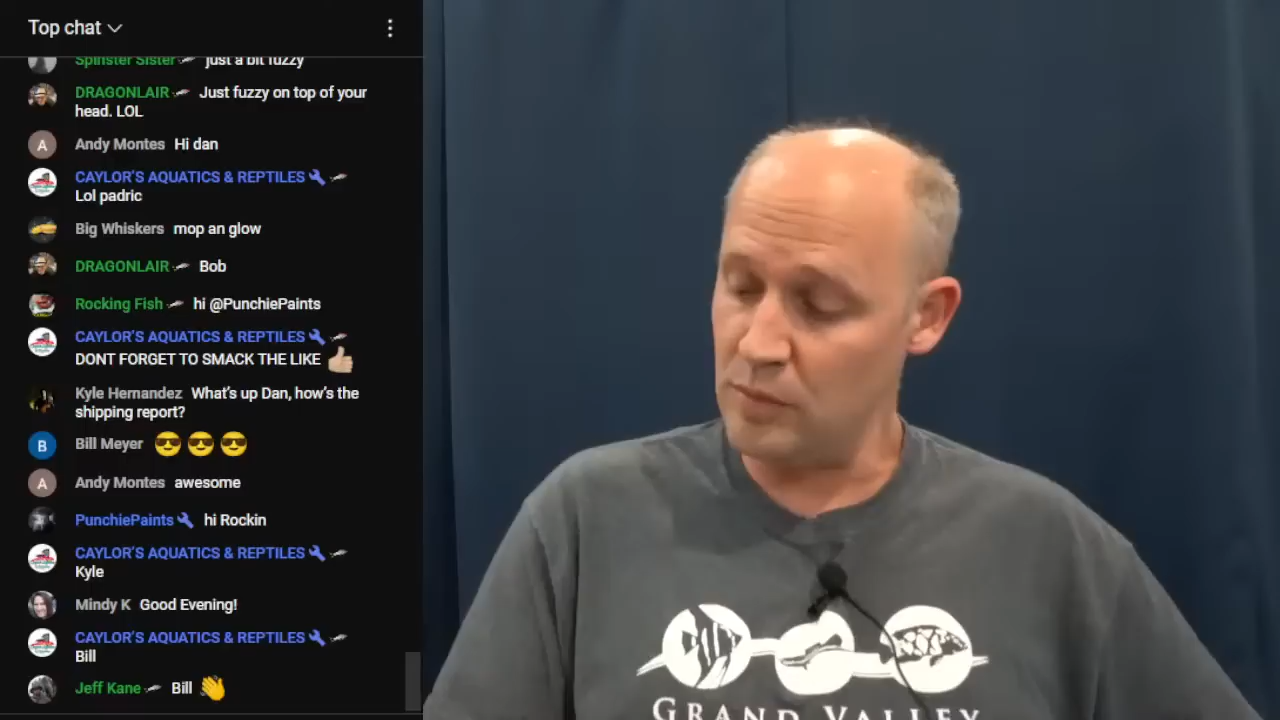 Top chat
Spinster Sister just a bit fuzzy
DRAGONLAIR Just fuzzy on top of your
head. LOL
A Andy Montes Hi dan
CAYLOR'S AQUATICS & REPTILES
Lol padric
Big Whiskers mop an glow
DRAGONLAIR Bob
Rocking Fish hi @PunchiePaints
CAYLOR'S AQUATICS & REPTILES
DONT FORGET TO SMACK THE LIKE 👍🏼
Kyle Hernandez What's up Dan, how's the
shipping report?
B Bill Meyer 😎😎😎
A Andy Montes awesome
PunchiePaints hi Rockin
CAYLOR'S AQUATICS & REPTILES
Kyle
Mindy K Good Evening!
CAYLOR'S AQUATICS & REPTILES
Bill
Jeff Kane Bill 👋
GRAND VALLEY